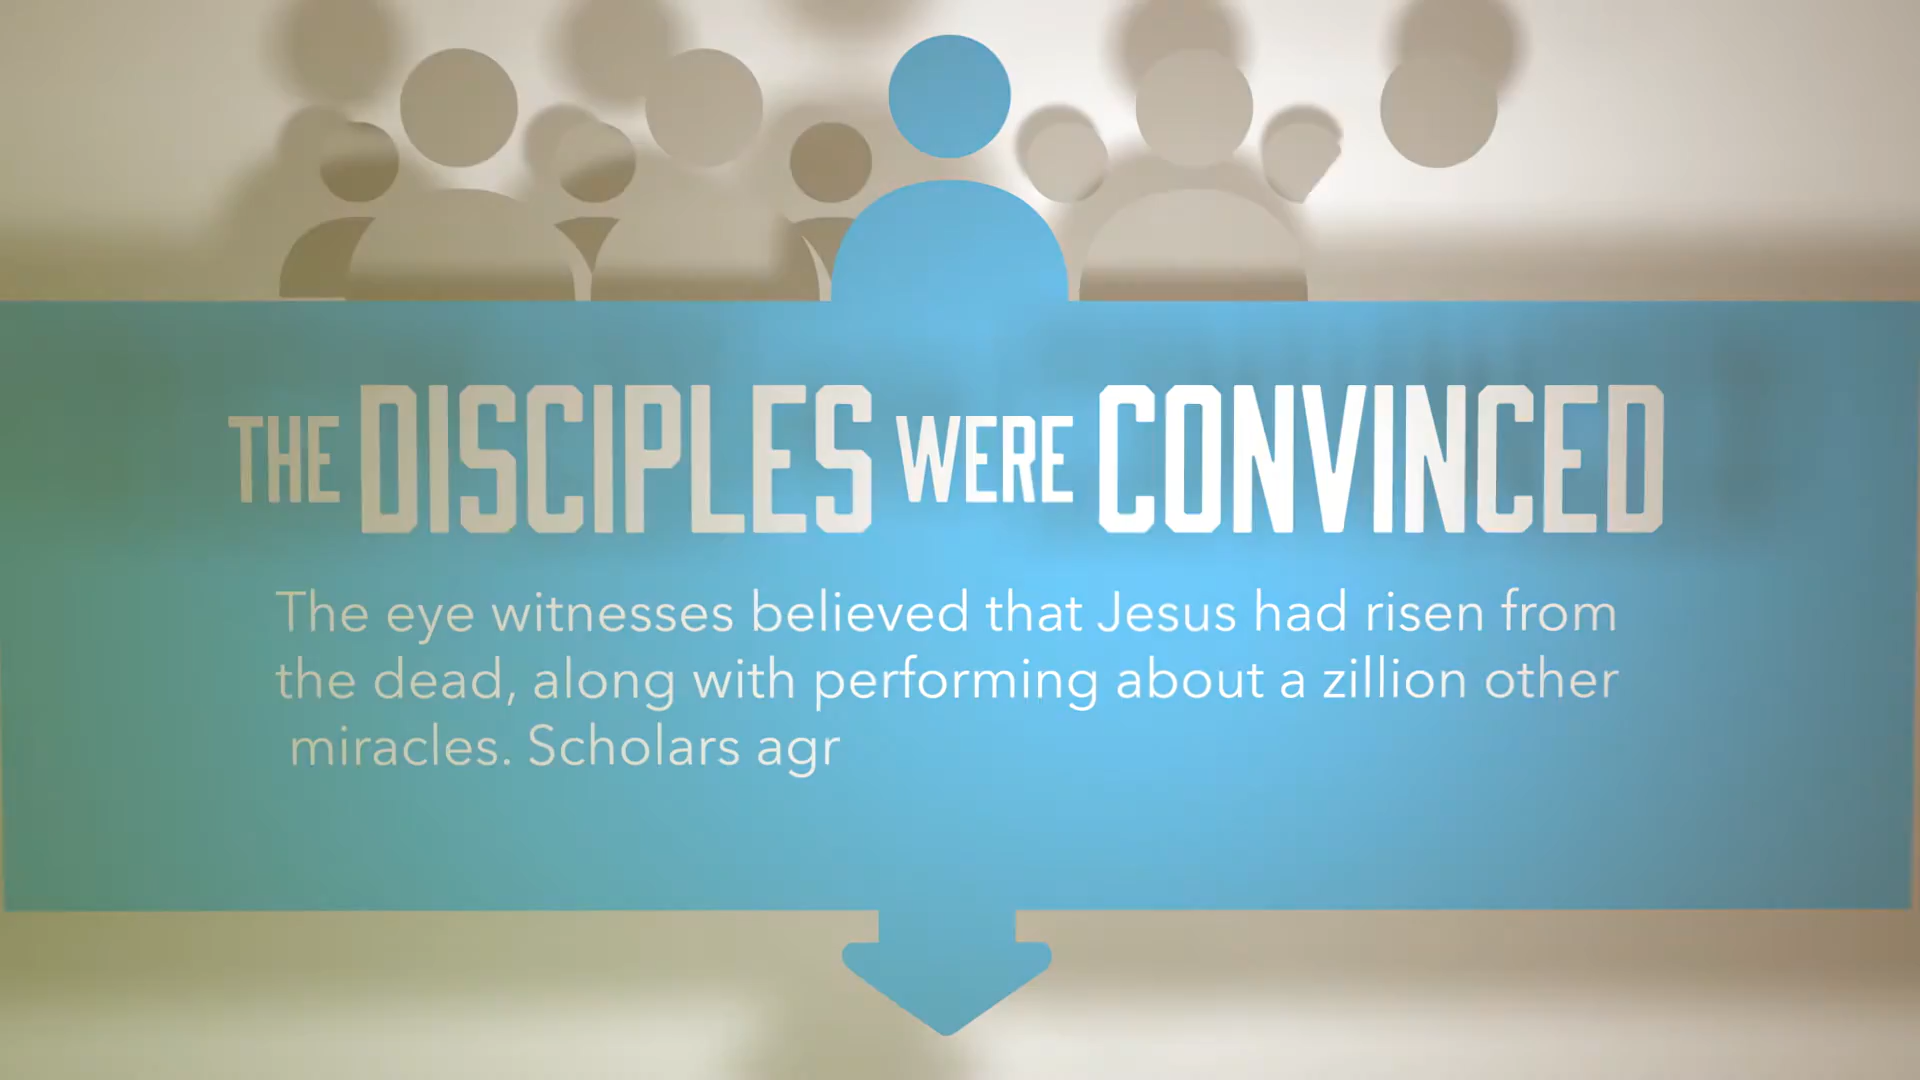 THE DISCIPLES WERE CONVINCED
The eye witnesses believed that Jesus had risen from
the dead, along with performing about a zillion other
miracles. Scholars agr